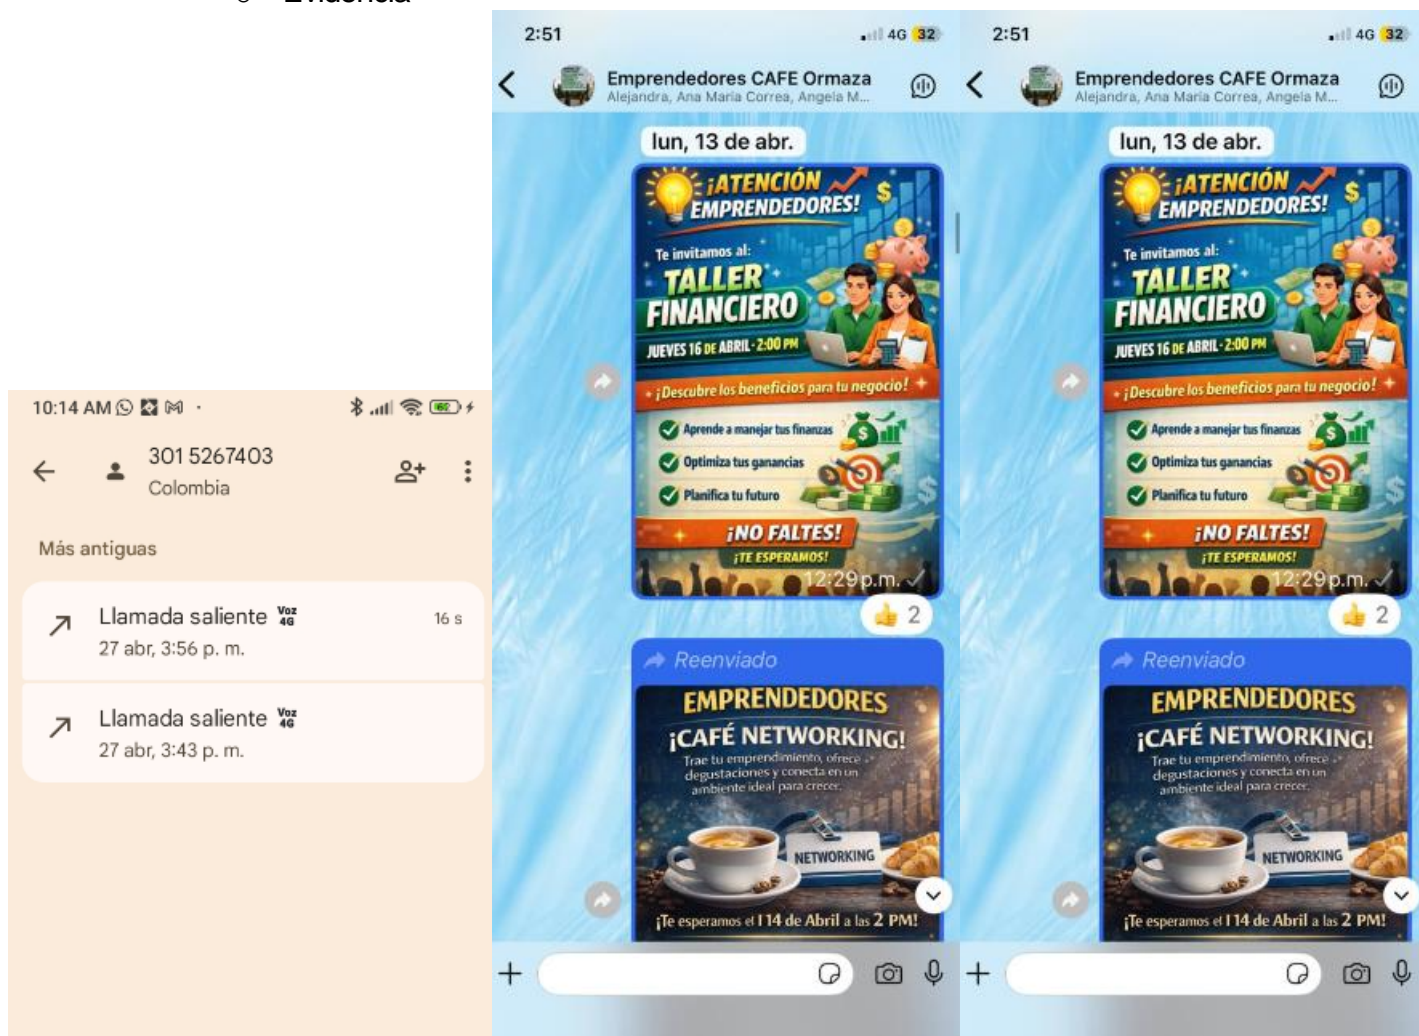 Evidencia
10:14 AM
301 5267403
Colombia
Más antiguas
Llamada saliente Voz 4G
16 s
27 abr, 3:56 p. m.
Llamada saliente Voz 4G
27 abr, 3:43 p. m.
2:51
4G 32
Emprendedores CAFE Ormaza
Alejandra, Ana Maria Correa, Angela M...
lun, 13 de abr.
¡ATENCIÓN
EMPRENDEDORES!
Te invitamos al:
TALLER
FINANCIERO
JUEVES 16 DE ABRIL - 2:00 PM
¡Descubre los beneficios para tu negocio!
Aprende a manejar tus finanzas
Optimiza tus ganancias
Planifica tu futuro
¡NO FALTES!
¡TE ESPERAMOS!
12:29 p.m.
2
Reenviado
EMPRENDEDORES
¡CAFÉ NETWORKING!
Trae tu emprendimiento, ofrece
degustaciones y conecta en un
ambiente ideal para crecer.
NETWORKING
¡Te esperamos el l 14 de Abril a las 2 PM!
2:51
4G 32
Emprendedores CAFE Ormaza
Alejandra, Ana Maria Correa, Angela M...
lun, 13 de abr.
¡ATENCIÓN
EMPRENDEDORES!
Te invitamos al:
TALLER
FINANCIERO
JUEVES 16 DE ABRIL - 2:00 PM
¡Descubre los beneficios para tu negocio!
Aprende a manejar tus finanzas
Optimiza tus ganancias
Planifica tu futuro
¡NO FALTES!
¡TE ESPERAMOS!
12:29 p.m.
2
Reenviado
EMPRENDEDORES
¡CAFÉ NETWORKING!
Trae tu emprendimiento, ofrece
degustaciones y conecta en un
ambiente ideal para crecer.
NETWORKING
¡Te esperamos el l 14 de Abril a las 2 PM!